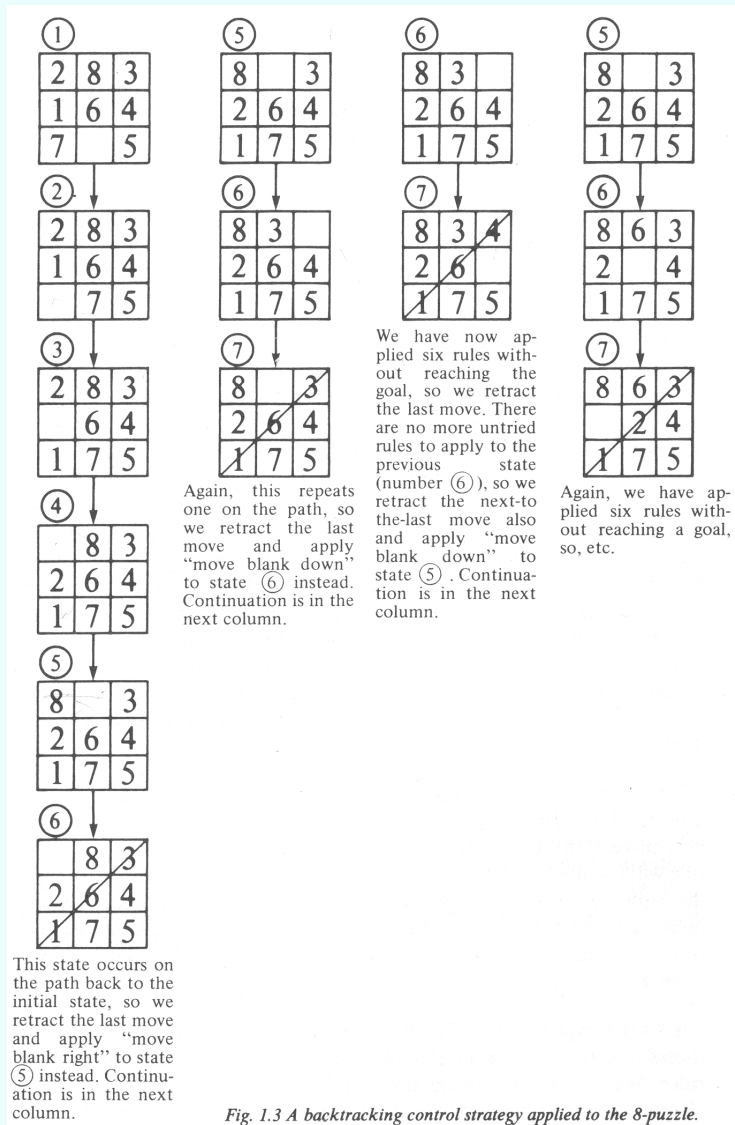 1
2 8 3
1 6 4
7 5
2
2 8 3
1 6 4
7 5
3
2 8 3
6 4
1 7 5
4
8 3
2 6 4
1 7 5
5
8 3
2 6 4
1 7 5
6
8 3
2 6 4
1 7 5
This state occurs on
the path back to the
initial state, so we
retract the last move
and apply “move
blank right” to state
5 instead. Continu-
ation is in the next
column.
5
8 3
2 6 4
1 7 5
6
8 3
2 6 4
1 7 5
7
8 3
2 6 4
1 7 5
Again, this repeats
one on the path, so
we retract the last
move and apply
“move blank down”
to state 6 instead.
Continuation is in the
next column.
6
8 3
2 6 4
1 7 5
7
8 3 4
2 6
1 7 5
We have now ap-
plied six rules with-
out reaching the
goal, so we retract
the last move. There
are no more untried
rules to apply to the
previous state
(number 6), so we
retract the next-to
the-last move also
and apply “move
blank down” to
state 5 . Continua-
tion is in the next
column.
5
8 3
2 6 4
1 7 5
6
8 6 3
2 4
1 7 5
7
8 6 3
2 4
1 7 5
Again, we have ap-
plied six rules with-
out reaching a goal,
so, etc.
Fig. 1.3 A backtracking control strategy applied to the 8-puzzle.